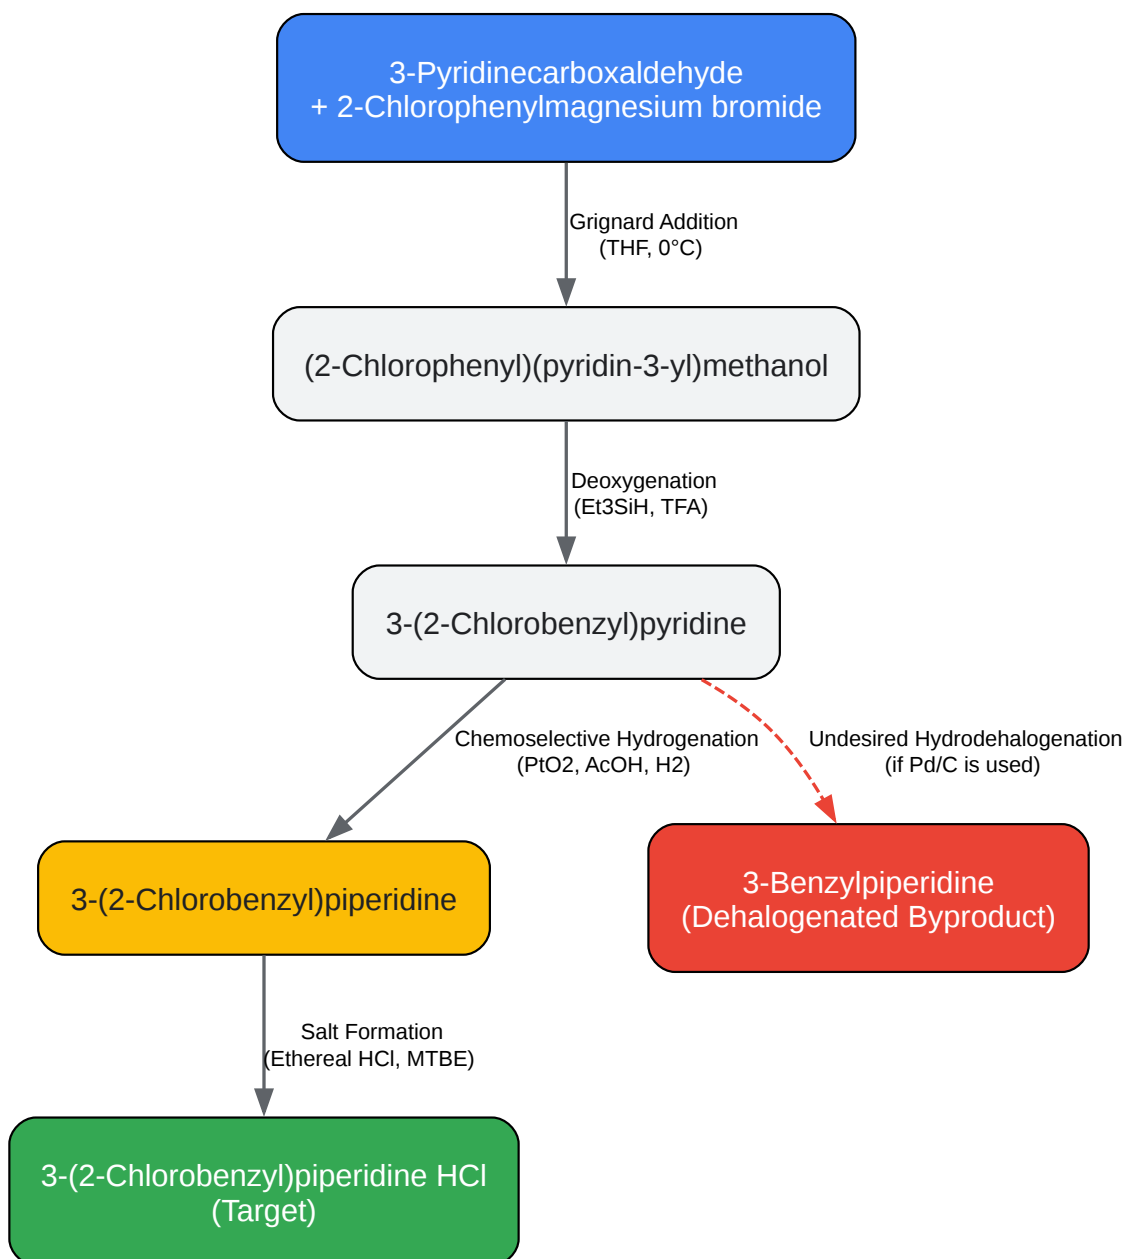 3-Pyridinecarboxaldehyde
+ 2-Chlorophenylmagnesium bromide
Grignard Addition
(THF, 0°C)
(2-Chlorophenyl)(pyridin-3-yl)methanol
Deoxygenation
(Et3SiH, TFA)
3-(2-Chlorobenzyl)pyridine
Chemoselective Hydrogenation
(PtO2, AcOH, H2)
Undesired Hydrodehalogenation
(if Pd/C is used)
3-(2-Chlorobenzyl)piperidine
3-Benzylpiperidine
(Dehalogenated Byproduct)
Salt Formation
(Ethereal HCl, MTBE)
3-(2-Chlorobenzyl)piperidine HCl
(Target)